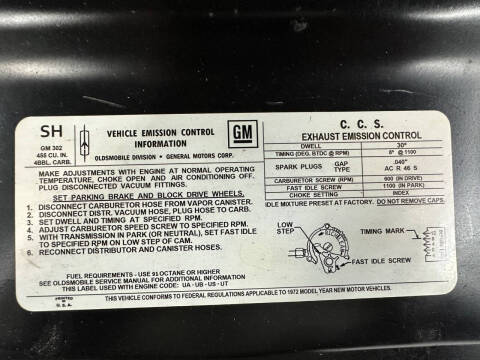 SH
GM 302
455 CU. IN.
4BBL. CARB.
VEHICLE EMISSION CONTROL
INFORMATION
OLDSMOBILE DIVISION • GENERAL MOTORS CORP.
GM
MAKE ADJUSTMENTS WITH ENGINE AT NORMAL OPERATING
TEMPERATURE, CHOKE OPEN AND AIR CONDITIONING OFF.
PLUG DISCONNECTED VACUUM FITTINGS.
SET PARKING BRAKE AND BLOCK DRIVE WHEELS.
1. DISCONNECT CARBURETOR HOSE FROM VAPOR CANISTER.
2. DISCONNECT DISTR. VACUUM HOSE, PLUG HOSE TO CARB.
3. SET DWELL AND TIMING AT SPECIFIED RPM.
4. ADJUST CARBURETOR SPEED SCREW TO SPECIFIED RPM.
5. WITH TRANSMISSION IN PARK (OR NEUTRAL), SET FAST IDLE
TO SPECIFIED RPM ON LOW STEP OF CAM.
6. RECONNECT DISTRIBUTOR AND CANISTER HOSES.
FUEL REQUIREMENTS - USE 91 OCTANE OR HIGHER
SEE OLDSMOBILE SERVICE MANUAL FOR ADDITIONAL INFORMATION
THIS LABEL USED WITH ENGINE CODE: UA - UB - US - UT
PRINTED
IN
U.S.A.
THIS VEHICLE CONFORMS TO FEDERAL REGULATIONS APPLICABLE TO 1972 MODEL YEAR NEW MOTOR VEHICLES.
C. C. S.
EXHAUST EMISSION CONTROL
DWELL 30°
TIMING (DEG. BTDC @ RPM) 8° @ 1100
SPARK PLUGS GAP .040"
TYPE AC R 46 S
CARBURETOR SCREW (RPM) 600 (IN DRIVE)
FAST IDLE SCREW 1100 (IN PARK)
CHOKE SETTING INDEX
IDLE MIXTURE PRESET AT FACTORY. DO NOT REMOVE CAPS.
LOW
STEP
TIMING MARK
FAST IDLE SCREW